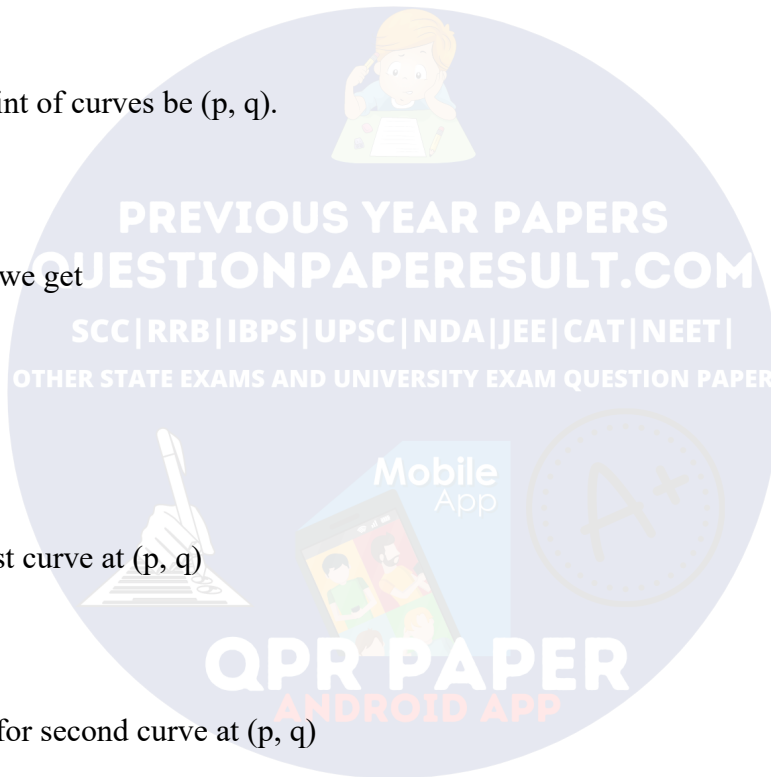 int of curves be (p, q).
PREVIOUS YEAR PAPERS
we get
QUESTIONPAPERESULT.COM
SCC|RRB|IBPS|UPSC|NDA|JEE|CAT|NEET|
OTHER STATE EXAMS AND UNIVERSITY EXAM QUESTION PAPER
Mobile
App
A+
st curve at (p, q)
QPR PAPER
ANDROID APP
for second curve at (p, q)